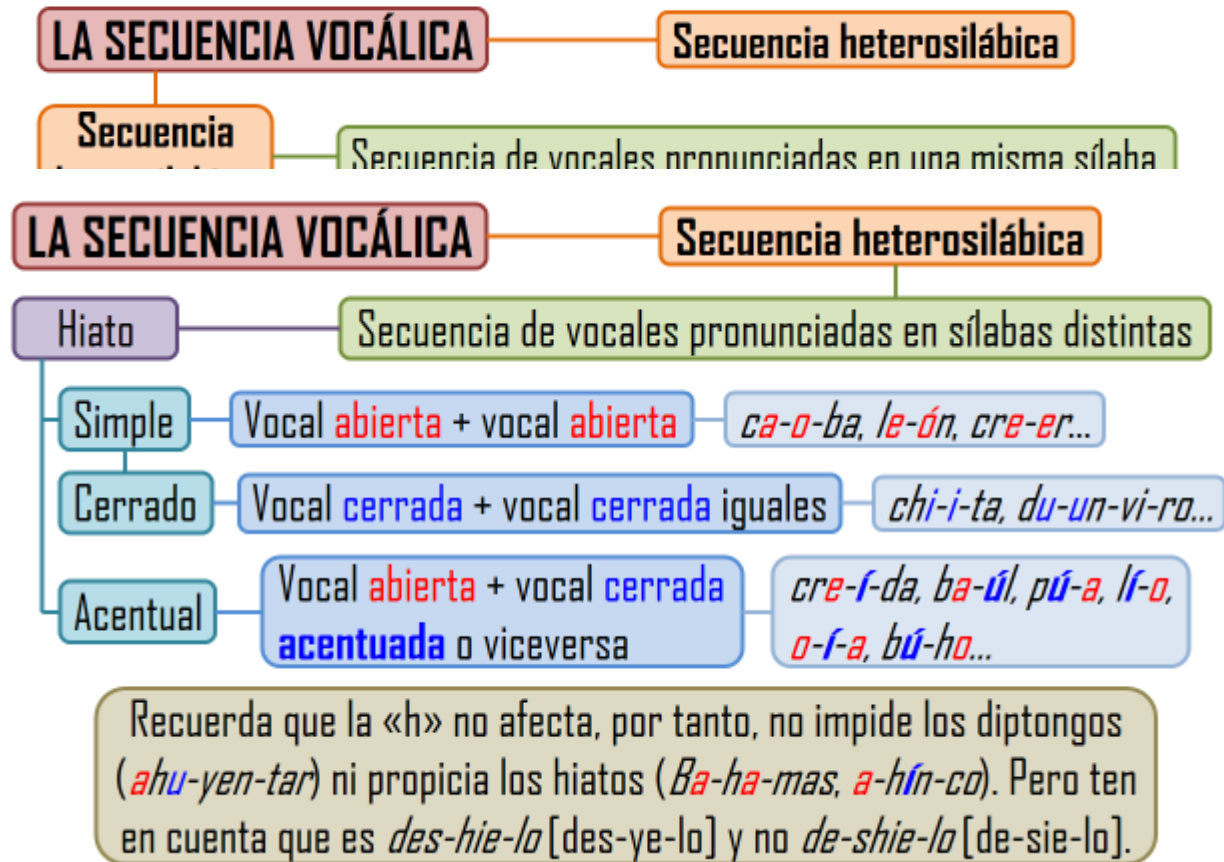 LA SECUENCIA VOCÁLICA
Secuencia heterosilábica
Secuencia
Secuencia de vocales pronunciadas en una misma sílaba
LA SECUENCIA VOCÁLICA
Secuencia heterosilábica
Hiato
Secuencia de vocales pronunciadas en sílabas distintas
Simple
Vocal abierta + vocal abierta
ca-o-ba, le-ón, cre-er...
Cerrado
Vocal cerrada + vocal cerrada iguales
chi-i-ta, du-un-vi-ro...
Acentual
Vocal abierta + vocal cerrada
acentuada o viceversa
cre-í-da, ba-úl, pú-a, lí-o,
o-í-a, bú-ho...
Recuerda que la «h» no afecta, por tanto, no impide los diptongos
(ahu-yen-tar) ni propicia los hiatos (Ba-ha-mas, a-hín-co). Pero ten
en cuenta que es des-hie-lo [des-ye-lo] y no de-shie-lo [de-sie-lo].